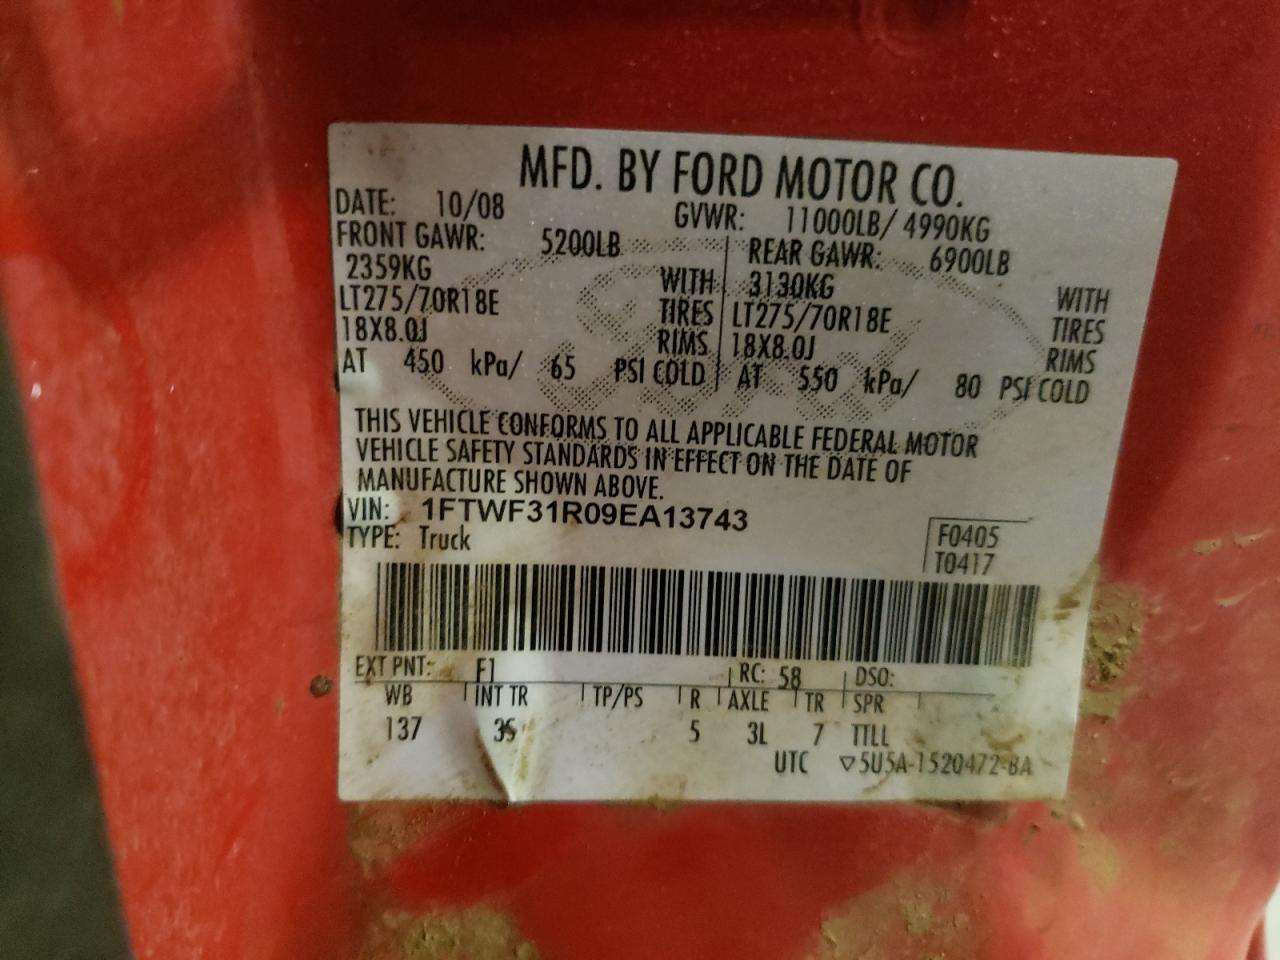 MFD. BY FORD MOTOR CO.
DATE: 10/08 GVWR: 11000LB/ 4990KG
FRONT GAWR: 5200LB REAR GAWR: 6900LB
2359KG WITH 3130KG WITH
LT275/70R18E TIRES LT275/70R18E TIRES
18X8.0J RIMS 18X8.0J RIMS
AT 450 kPa/ 65 PSI COLD AT 550 kPa/ 80 PSI COLD
THIS VEHICLE CONFORMS TO ALL APPLICABLE FEDERAL MOTOR
VEHICLE SAFETY STANDARDS IN EFFECT ON THE DATE OF
MANUFACTURE SHOWN ABOVE.
VIN: 1FTWF31R09EA13743
TYPE: Truck
F0405
T0417
EXT PNT: F1 RC: 58 DSO:
WB INT TR TP/PS R AXLE TR SPR
137 3S 5 3L 7 TTLL
UTC ▽5U5A-1520472-BA